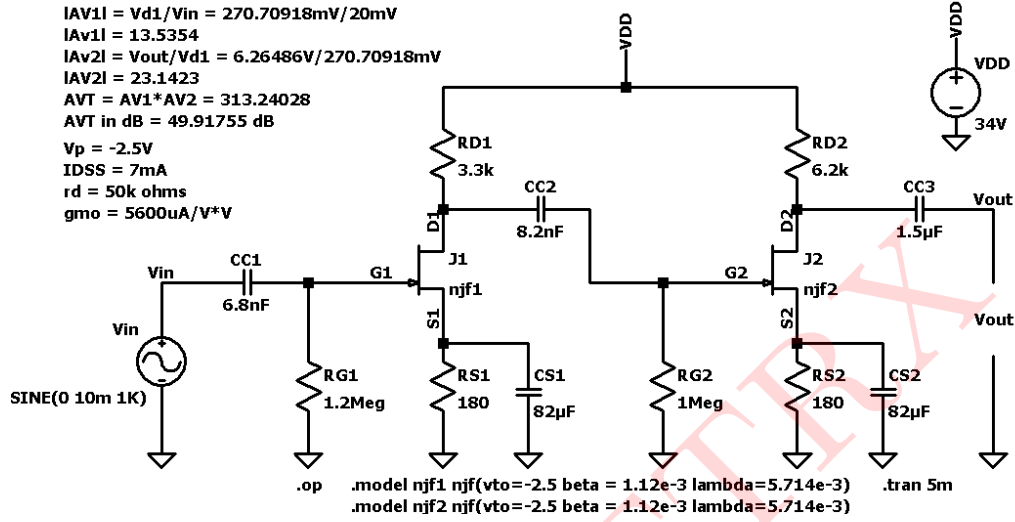 lAV1l = Vd1/Vin = 270.70918mV/20mV
lAv1l = 13.5354
lAv2l = Vout/Vd1 = 6.26486V/270.70918mV
lAV2l = 23.1423
AVT = AV1*AV2 = 313.24028
AVT in dB = 49.91755 dB
Vp = -2.5V
IDSS = 7mA
rd = 50k ohms
gmo = 5600uA/V*V
VDD
VDD
VDD
34V
RD1
3.3k
RD2
6.2k
CC2
8.2nF
CC3
1.5µF
Vout
D1
D2
Vin
CC1
6.8nF
G1
J1
njf1
G2
J2
njf2
S1
S2
Vin
SINE(0 10m 1K)
Vout
RG1
1.2Meg
RS1
180
CS1
82µF
RG2
1Meg
RS2
180
CS2
82µF
.op
.model njf1 njf(vto=-2.5 beta = 1.12e-3 lambda=5.714e-3)
.tran 5m
.model njf2 njf(vto=-2.5 beta = 1.12e-3 lambda=5.714e-3)
TRX